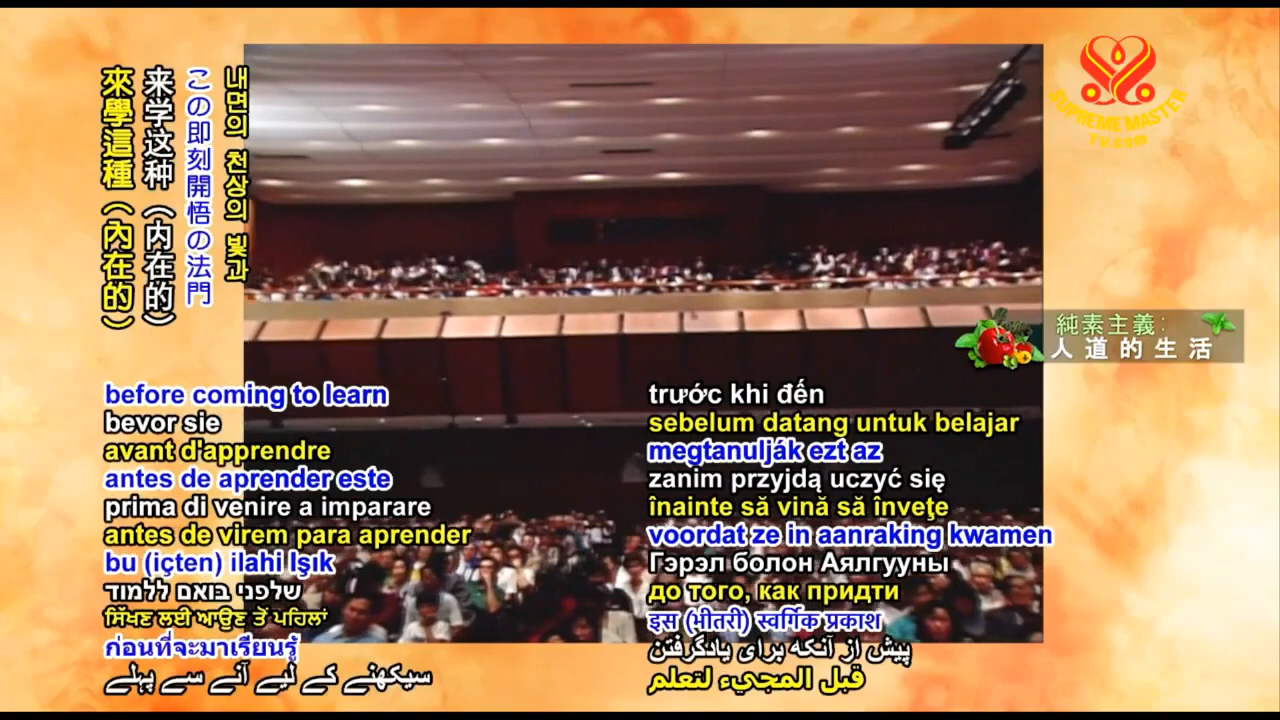 내면의 천상의 빛과
この即刻開悟の法門
来学这种（内在的）
來學這種（內在的）
SUPREME MASTER
TV.COM
純素主義：
人道的生活
before coming to learn
bevor sie
avant d'apprendre
antes de aprender este
prima di venire a imparare
antes de virem para aprender
bu (içten) ilahi Işık
שלפני בואם ללמוד
ਸਿੱਖਣ ਲਈ ਆਉਣ ਤੋਂ ਪਹਿਲਾਂ
ก่อนที่จะมาเรียนรู้
سیکھنے کے لیے آنے سے پہلے
trước khi đến
sebelum datang untuk belajar
megtanulják ezt az
zanim przyjdą uczyć się
înainte să vină să înveţe
voordat ze in aanraking kwamen
Гэрэл болон Аялгууны
до того, как придти
इस (भीतरी) स्वर्गिक प्रकाश
پیش از آنکه برای یادگرفتن
قبل المجيء لتعلم